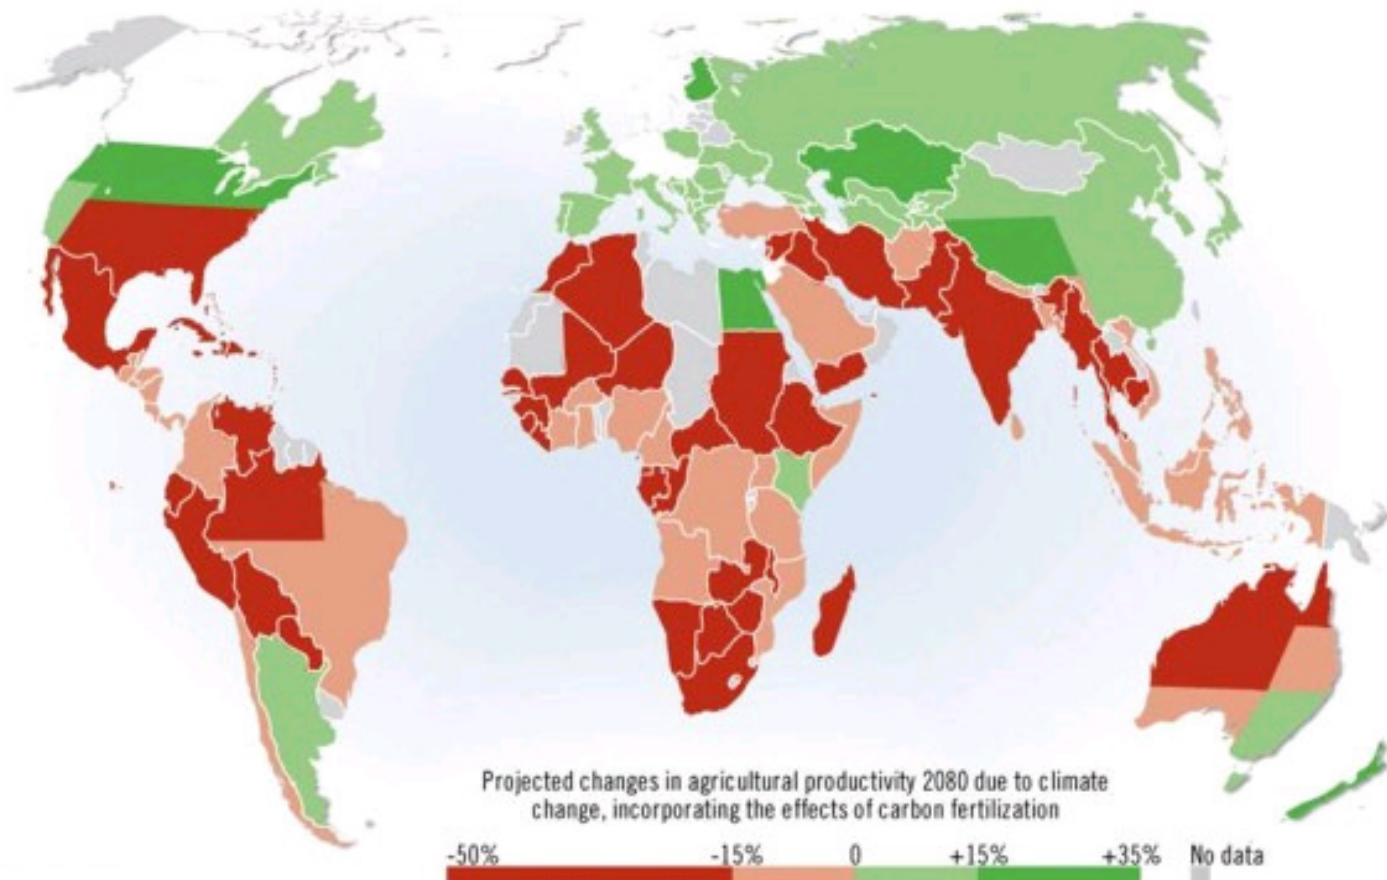 Projected changes in agricultural productivity 2080 due to climate
change, incorporating the effects of carbon fertilization
-50% -15% 0 +15% +35% No data